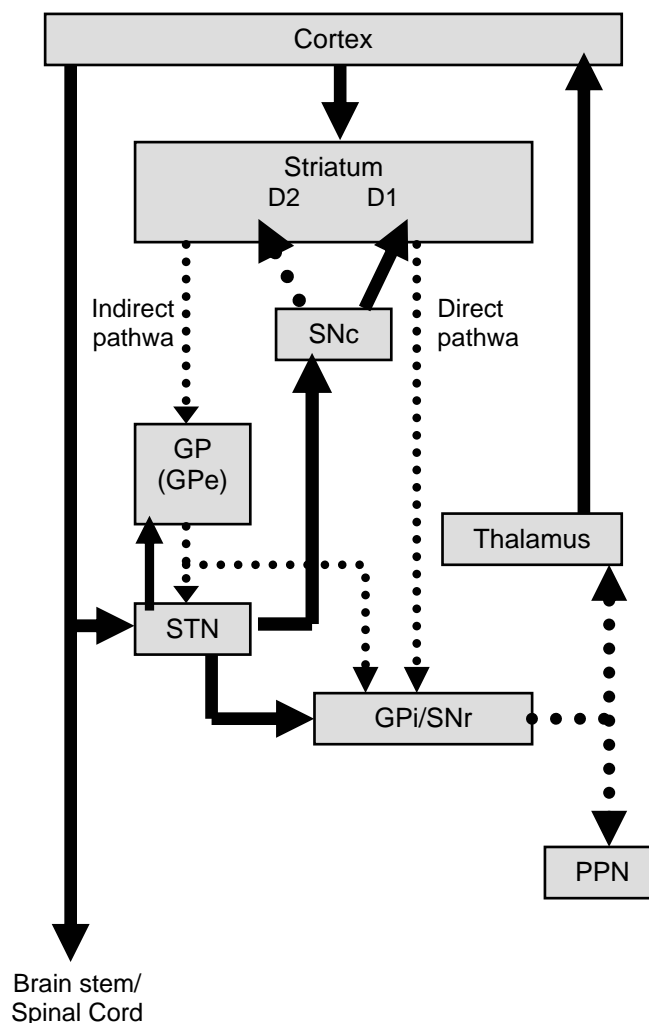 Cortex
Striatum
D2 D1
Indirect
pathwa
Direct
pathwa
SNc
GP
(GPe)
Thalamus
STN
GPi/SNr
PPN
Brain stem/
Spinal Cord